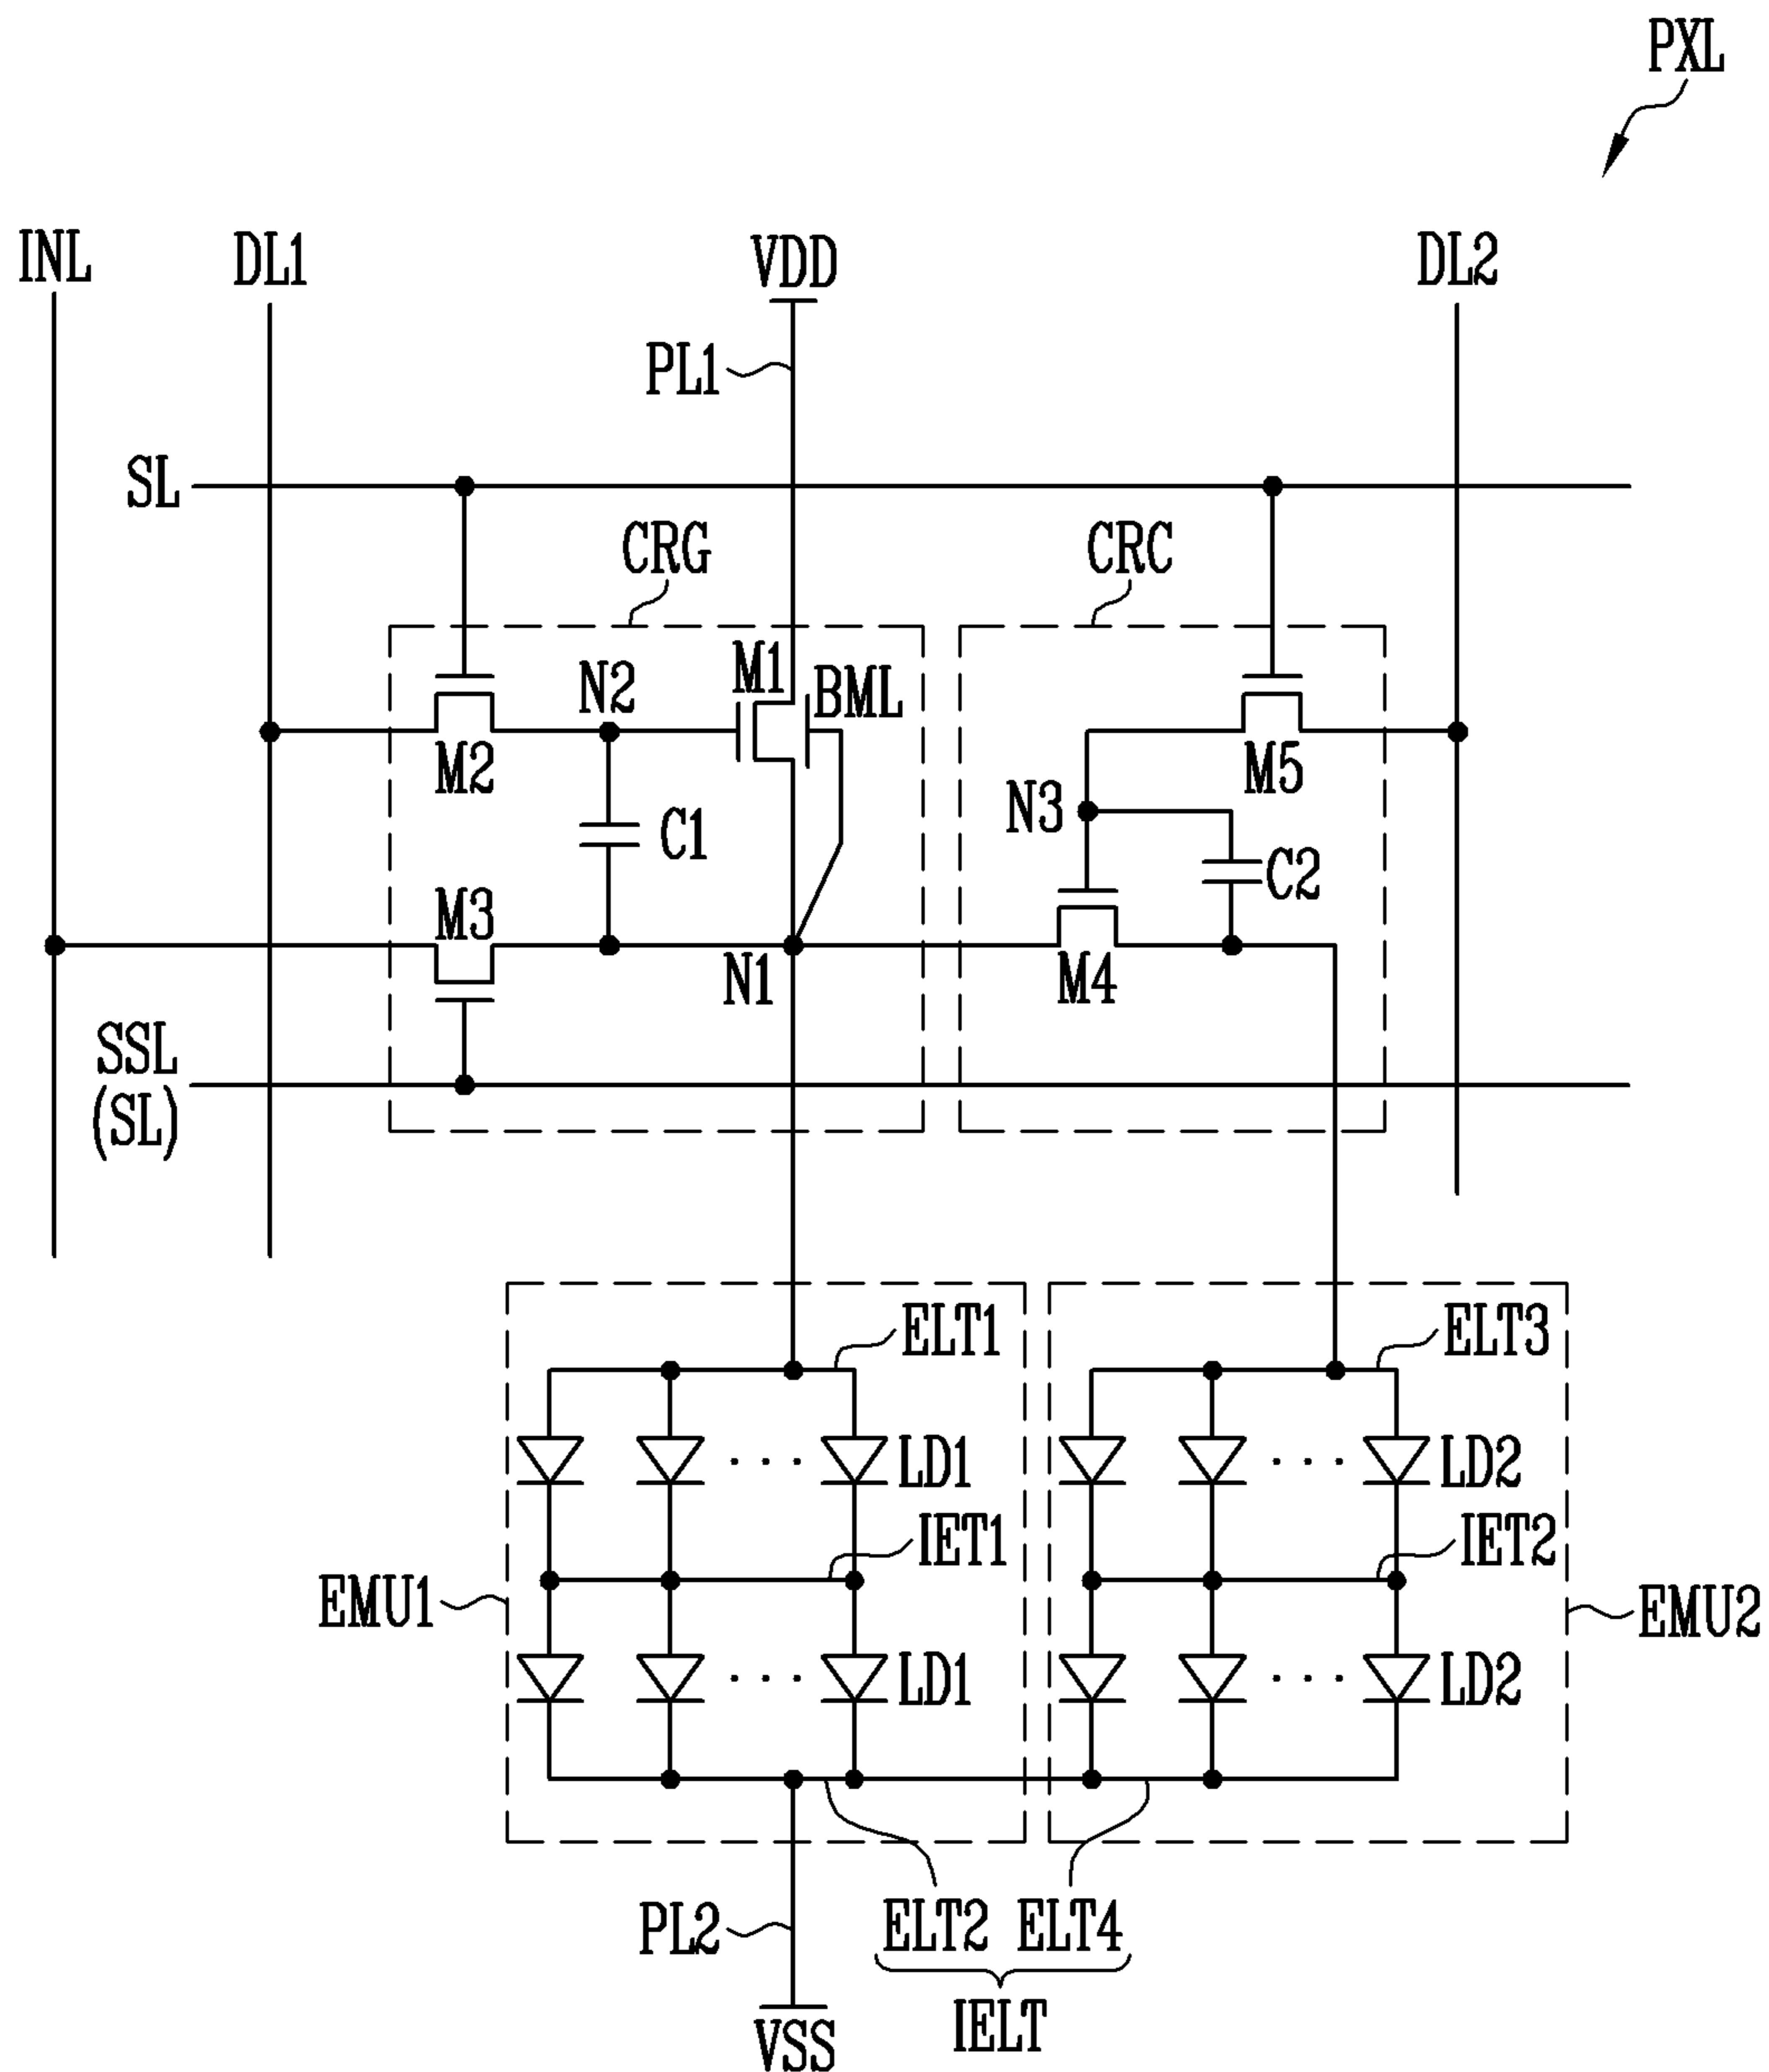 PXL
INL
DL1
VDD
DL2
PL1
SL
CRG
CRC
N2
M1
BML
M2
M5
N3
C1
C2
M3
N1
M4
SSL
(SL)
ELT1
ELT3
LD1
LD2
IET1
IET2
EMU1
EMU2
LD1
LD2
PL2
ELT2
ELT4
IELT
VSS